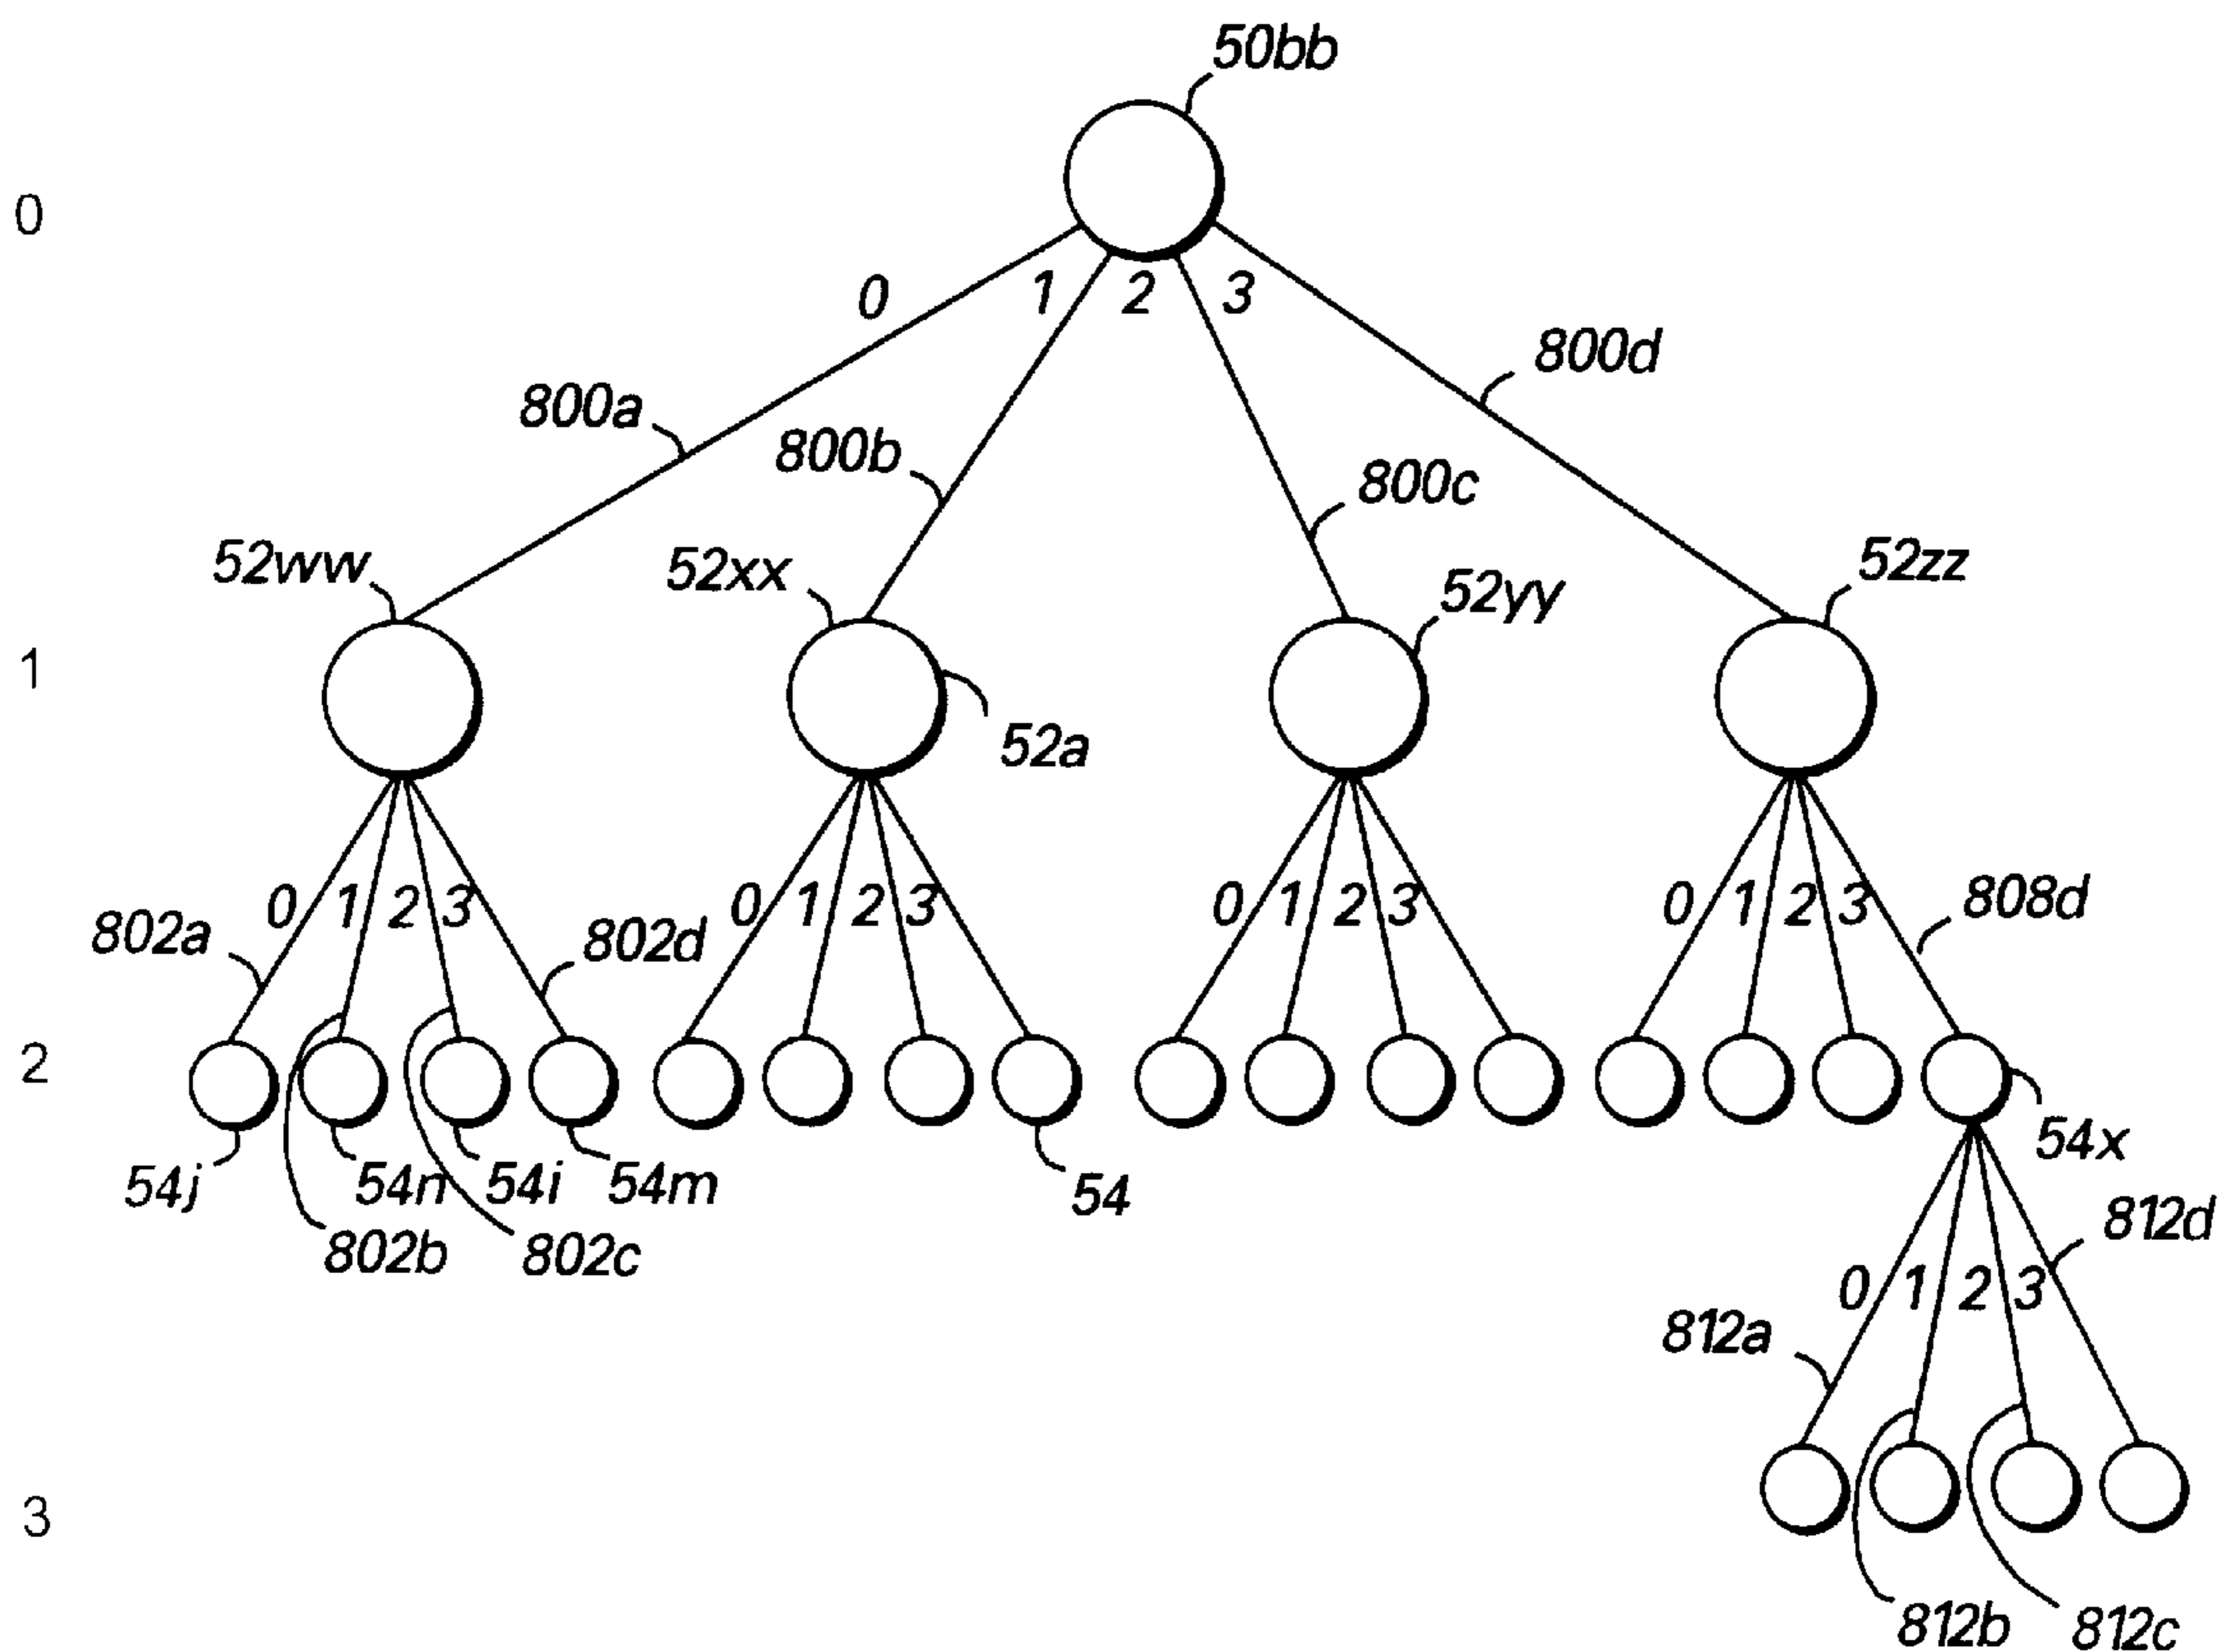 50bb
0
0 1 2 3
800d
800a
800b
800c
52ww
52xx
52yy
52zz
1
52a
0 1 2 3
0 1 2 3
0 1 2 3
0 1 2 3
802a
802d
808d
2
54j
54n
54i
54m
54
54x
802b
802c
812d
0 1 2 3
812a
3
812b
812c